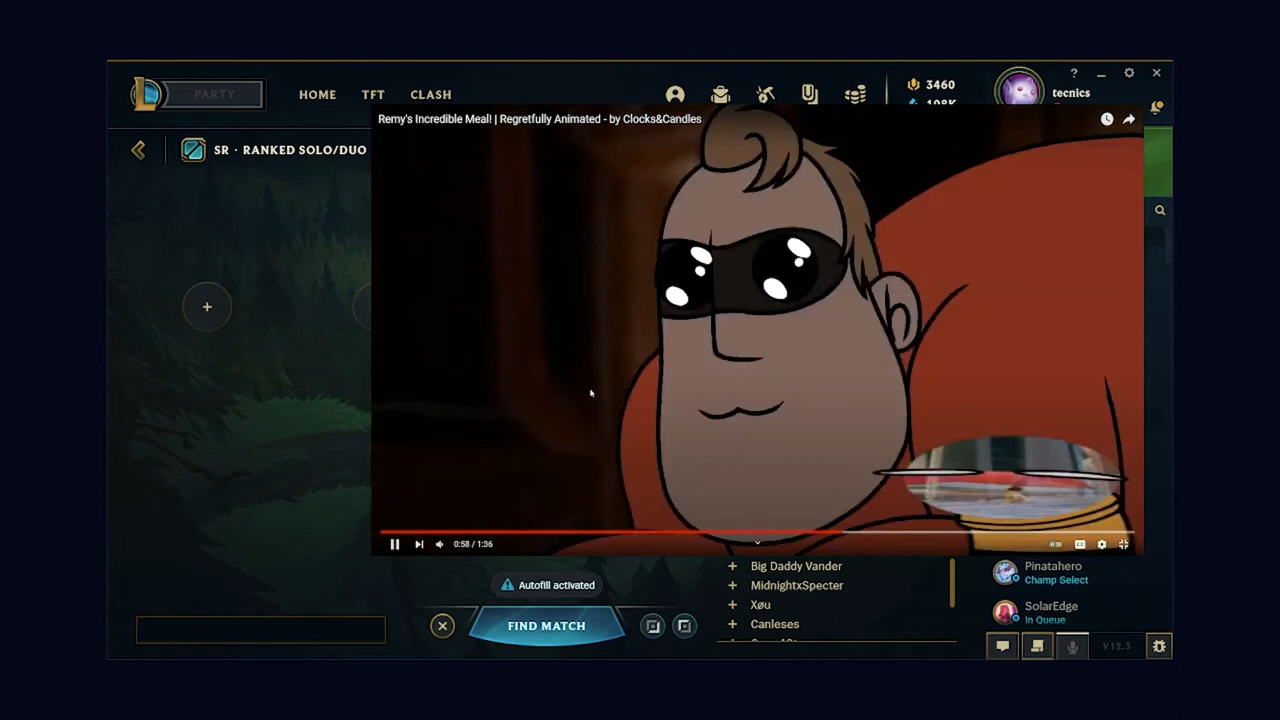 PARTY
HOME
TFT
CLASH
3460
?
tecnics
Remy's Incredible Meal! | Regretfully Animated - by Clocks&Candles
SR · RANKED SOLO/DUO
0:58 / 1:36
CC
Autofill activated
FIND MATCH
Big Daddy Vander
MidnightxSpecter
Xøu
Canleses
Pinatahero
Champ Select
SolarEdge
In Queue
V12.3